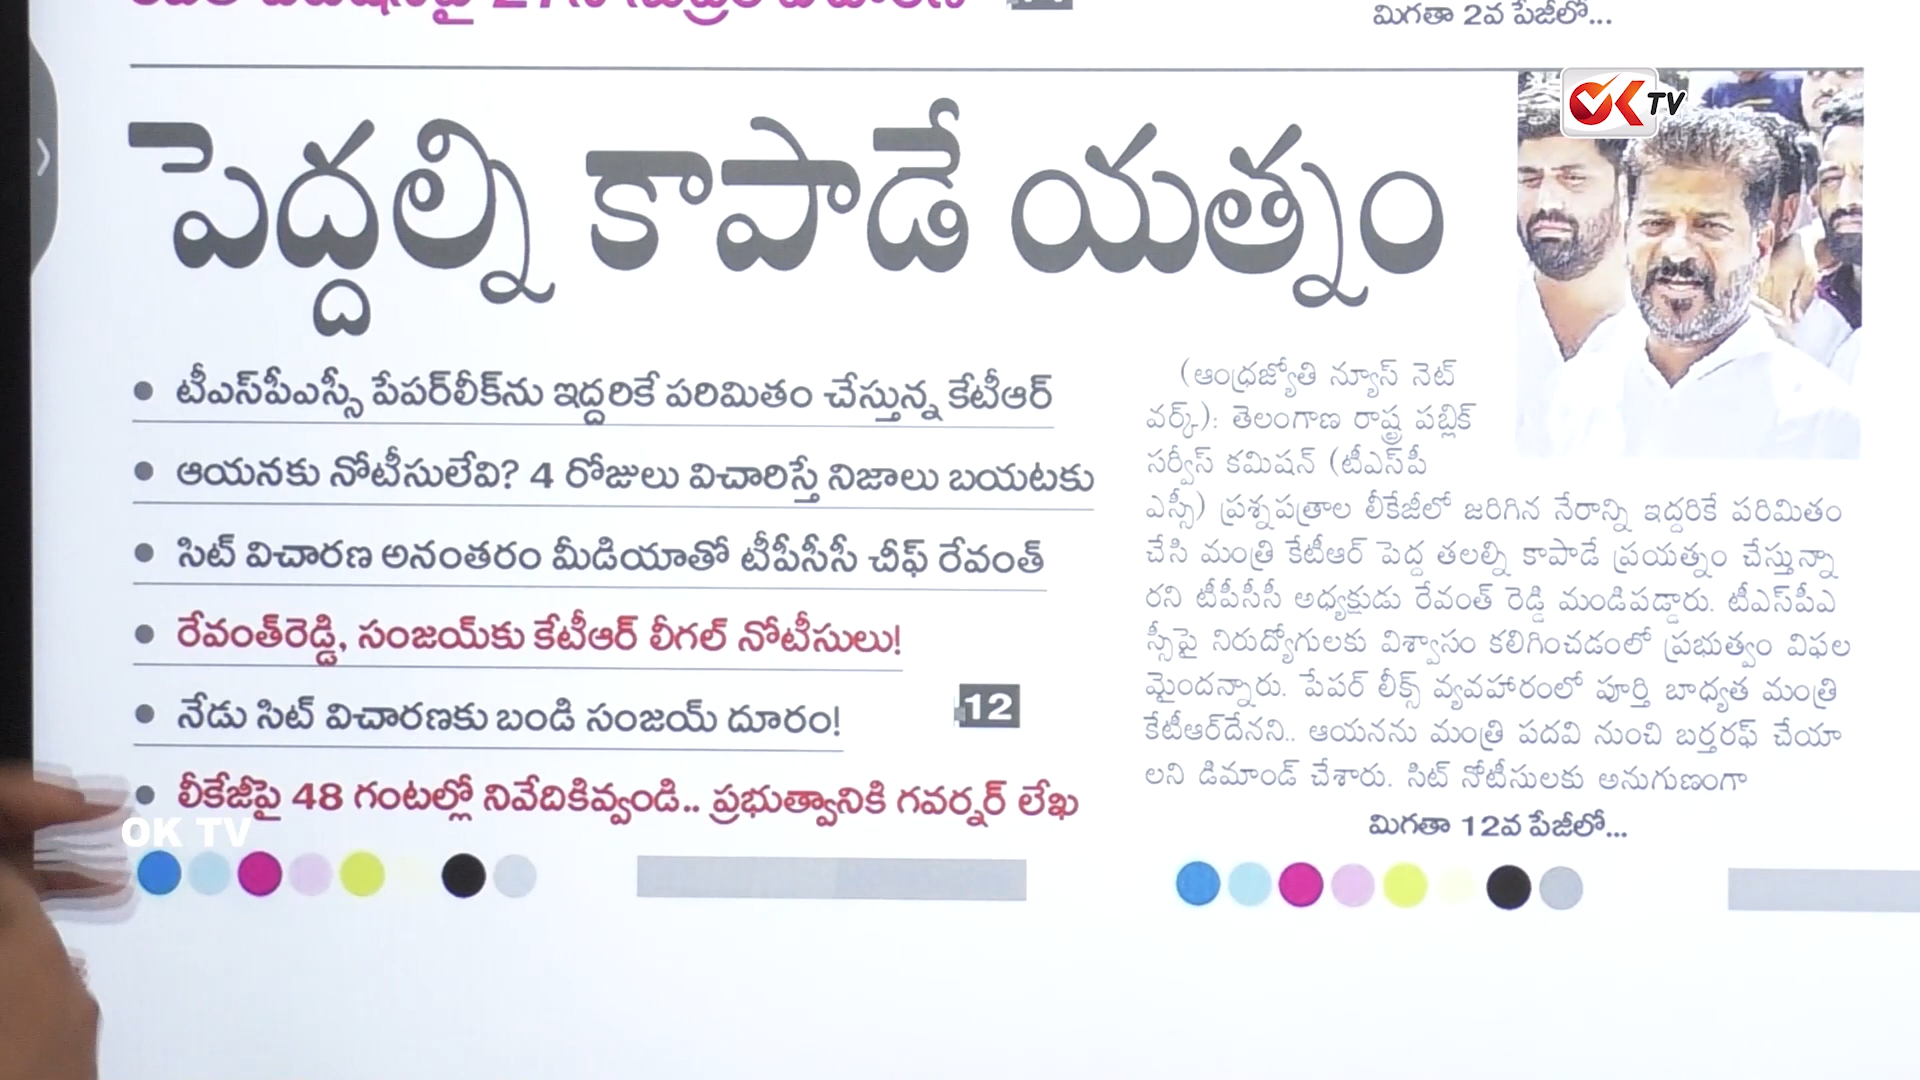 మిగతా 2వ పేజీలో...
OK TV
పెద్దల్ని కాపాడే యత్నం
• టీఎస్‌పీఎస్సీ పేపర్‌లీక్‌ను ఇద్దరికే పరిమితం చేస్తున్న కేటీఆర్
• ఆయనకు నోటీసులేవి? 4 రోజులు విచారిస్తే నిజాలు బయటకు
• సిట్ విచారణ అనంతరం మీడియాతో టీపీసీసీ చీఫ్ రేవంత్
• రేవంత్‌రెడ్డి, సంజయ్‌కు కేటీఆర్ లీగల్ నోటీసులు!
• నేడు సిట్ విచారణకు బండి సంజయ్ దూరం!
12
• లీకేజీపై 48 గంటల్లో నివేదికివ్వండి.. ప్రభుత్వానికి గవర్నర్ లేఖ
OK TV
(ఆంధ్రజ్యోతి న్యూస్ నెట్
వర్క్): తెలంగాణ రాష్ట్ర పబ్లిక్
సర్వీస్ కమిషన్ (టీఎస్‌పీ
ఎస్సీ) ప్రశ్నపత్రాల లీకేజీలో జరిగిన నేరాన్ని ఇద్దరికే పరిమితం
చేసి మంత్రి కేటీఆర్ పెద్ద తలల్ని కాపాడే ప్రయత్నం చేస్తున్నా
రని టీపీసీసీ అధ్యక్షుడు రేవంత్ రెడ్డి మండిపడ్డారు. టీఎస్‌పీఎ
స్సీపై నిరుద్యోగులకు విశ్వాసం కలిగించడంలో ప్రభుత్వం విఫల
మైందన్నారు. పేపర్ లీక్స్ వ్యవహారంలో పూర్తి బాధ్యత మంత్రి
కేటీఆర్‌దేనని.. ఆయనను మంత్రి పదవి నుంచి బర్తరఫ్ చేయా
లని డిమాండ్ చేశారు. సిట్ నోటీసులకు అనుగుణంగా
మిగతా 12వ పేజీలో...